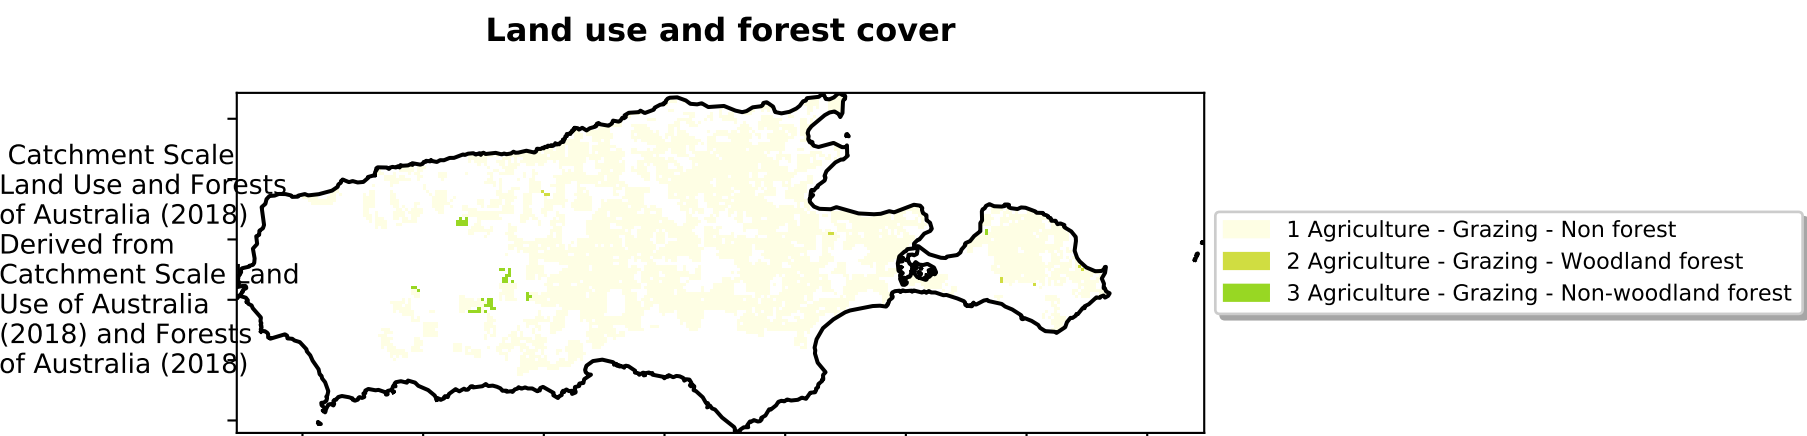 Land use and forest cover
Catchment Scale
Land Use and Forests
of Australia (2018)
Derived from
Catchment Scale Land
Use of Australia
(2018) and Forests
of Australia (2018)
1 Agriculture - Grazing - Non forest
2 Agriculture - Grazing - Woodland forest
3 Agriculture - Grazing - Non-woodland forest